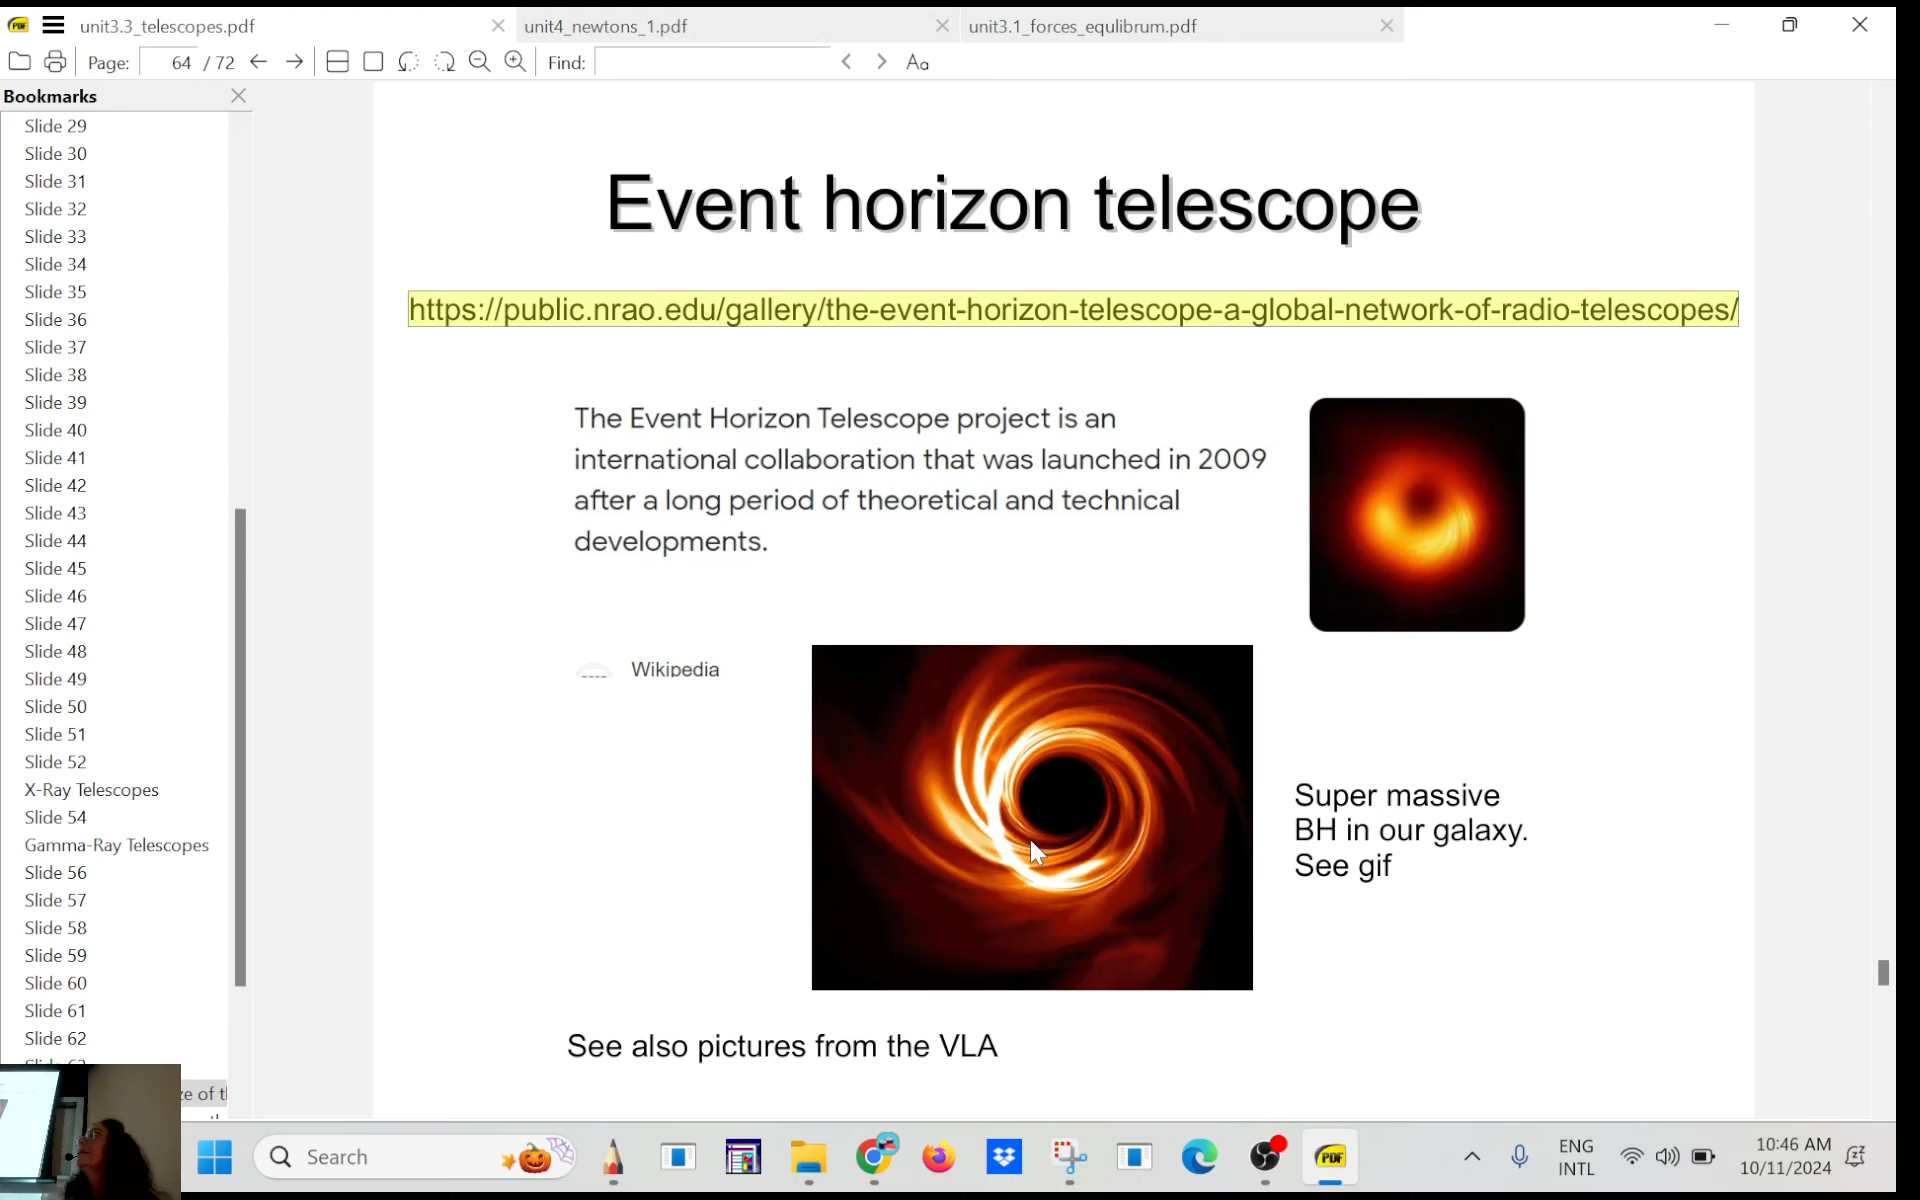 unit3.3_telescopes.pdf
unit4_newtons_1.pdf
unit3.1_forces_equlibrum.pdf
Page: 64 / 72
Find:
Aa
Bookmarks
Slide 29
Slide 30
Slide 31
Slide 32
Slide 33
Slide 34
Slide 35
Slide 36
Slide 37
Slide 38
Slide 39
Slide 40
Slide 41
Slide 42
Slide 43
Slide 44
Slide 45
Slide 46
Slide 47
Slide 48
Slide 49
Slide 50
Slide 51
Slide 52
X-Ray Telescopes
Slide 54
Gamma-Ray Telescopes
Slide 56
Slide 57
Slide 58
Slide 59
Slide 60
Slide 61
Slide 62
Event horizon telescope
https://public.nrao.edu/gallery/the-event-horizon-telescope-a-global-network-of-radio-telescopes/
The Event Horizon Telescope project is an
international collaboration that was launched in 2009
after a long period of theoretical and technical
developments.
Wikipedia
Super massive
BH in our galaxy.
See gif
See also pictures from the VLA
Search
PDF
ENG
INTL
10:46 AM
10/11/2024